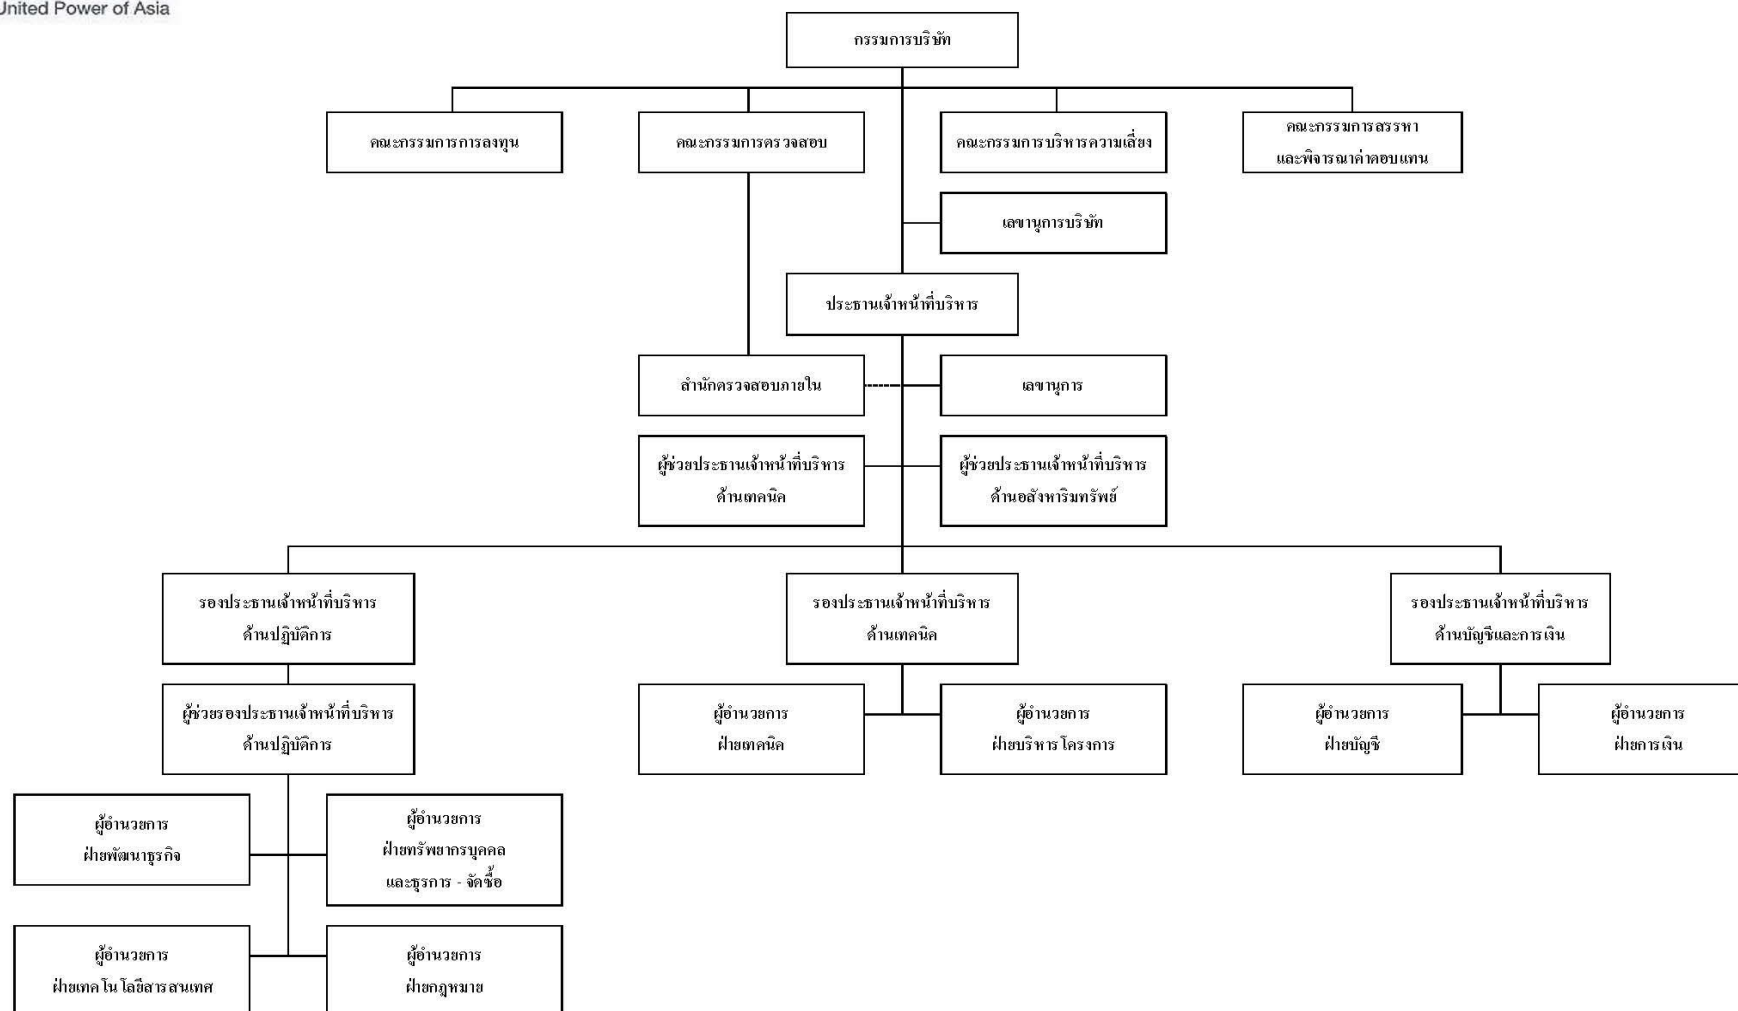 United Power of Asia
กรรมการบริษัท
คณะกรรมการการลงทุน
คณะกรรมการตรวจสอบ
คณะกรรมการบริหารความเสี่ยง
คณะกรรมการสรรหา
และพิจารณาค่าตอบแทน
เลขานุการบริษัท
ประธานเจ้าหน้าที่บริหาร
สำนักตรวจสอบภายใน
เลขานุการ
ผู้ช่วยประธานเจ้าหน้าที่บริหาร
ด้านเทคนิค
ผู้ช่วยประธานเจ้าหน้าที่บริหาร
ด้านอสังหาริมทรัพย์
รองประธานเจ้าหน้าที่บริหาร
ด้านปฏิบัติการ
รองประธานเจ้าหน้าที่บริหาร
ด้านเทคนิค
รองประธานเจ้าหน้าที่บริหาร
ด้านบัญชีและการเงิน
ผู้ช่วยรองประธานเจ้าหน้าที่บริหาร
ด้านปฏิบัติการ
ผู้อำนวยการ
ฝ่ายเทคนิค
ผู้อำนวยการ
ฝ่ายบริหารโครงการ
ผู้อำนวยการ
ฝ่ายบัญชี
ผู้อำนวยการ
ฝ่ายการเงิน
ผู้อำนวยการ
ฝ่ายพัฒนาธุรกิจ
ผู้อำนวยการ
ฝ่ายทรัพยากรบุคคล
และธุรการ - จัดซื้อ
ผู้อำนวยการ
ฝ่ายเทคโนโลยีสารสนเทศ
ผู้อำนวยการ
ฝ่ายกฎหมาย